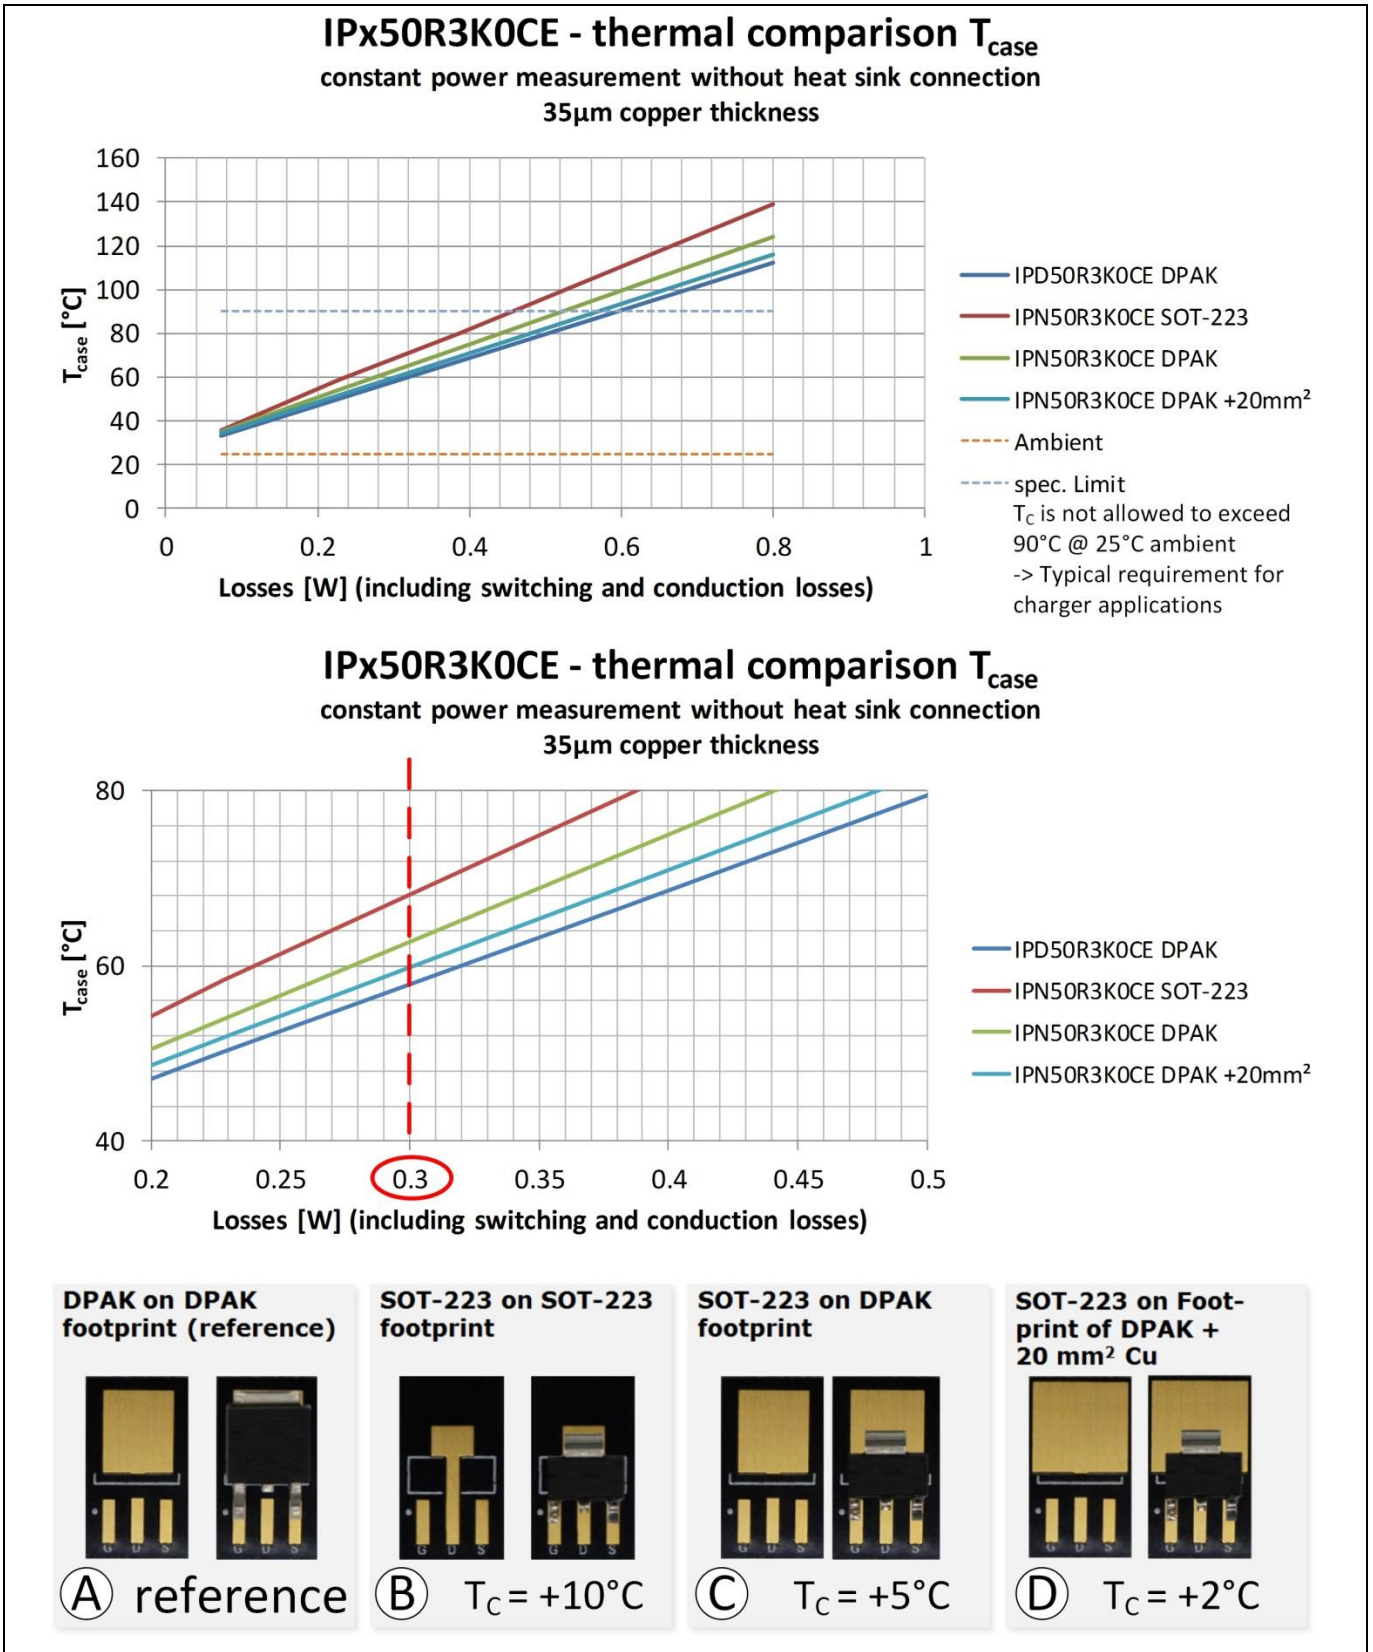 IPx50R3K0CE - thermal comparison Tcase
constant power measurement without heat sink connection
35µm copper thickness
160
140
120
100
80
60
40
20
0
Tcase [°C]
0 0.2 0.4 0.6 0.8 1
Losses [W] (including switching and conduction losses)
IPD50R3K0CE DPAK
IPN50R3K0CE SOT-223
IPN50R3K0CE DPAK
IPN50R3K0CE DPAK +20mm²
Ambient
spec. Limit
TC is not allowed to exceed
90°C @ 25°C ambient
-> Typical requirement for
charger applications
IPx50R3K0CE - thermal comparison Tcase
constant power measurement without heat sink connection
35µm copper thickness
80
60
40
Tcase [°C]
0.2 0.25 0.3 0.35 0.4 0.45 0.5
Losses [W] (including switching and conduction losses)
IPD50R3K0CE DPAK
IPN50R3K0CE SOT-223
IPN50R3K0CE DPAK
IPN50R3K0CE DPAK +20mm²
DPAK on DPAK
footprint (reference)
G D S
G D S
A reference
SOT-223 on SOT-223
footprint
G D S
G D S
B TC = +10°C
SOT-223 on DPAK
footprint
G D S
G D S
C TC = +5°C
SOT-223 on Foot-
print of DPAK +
20 mm² Cu
G D S
G D S
D TC = +2°C